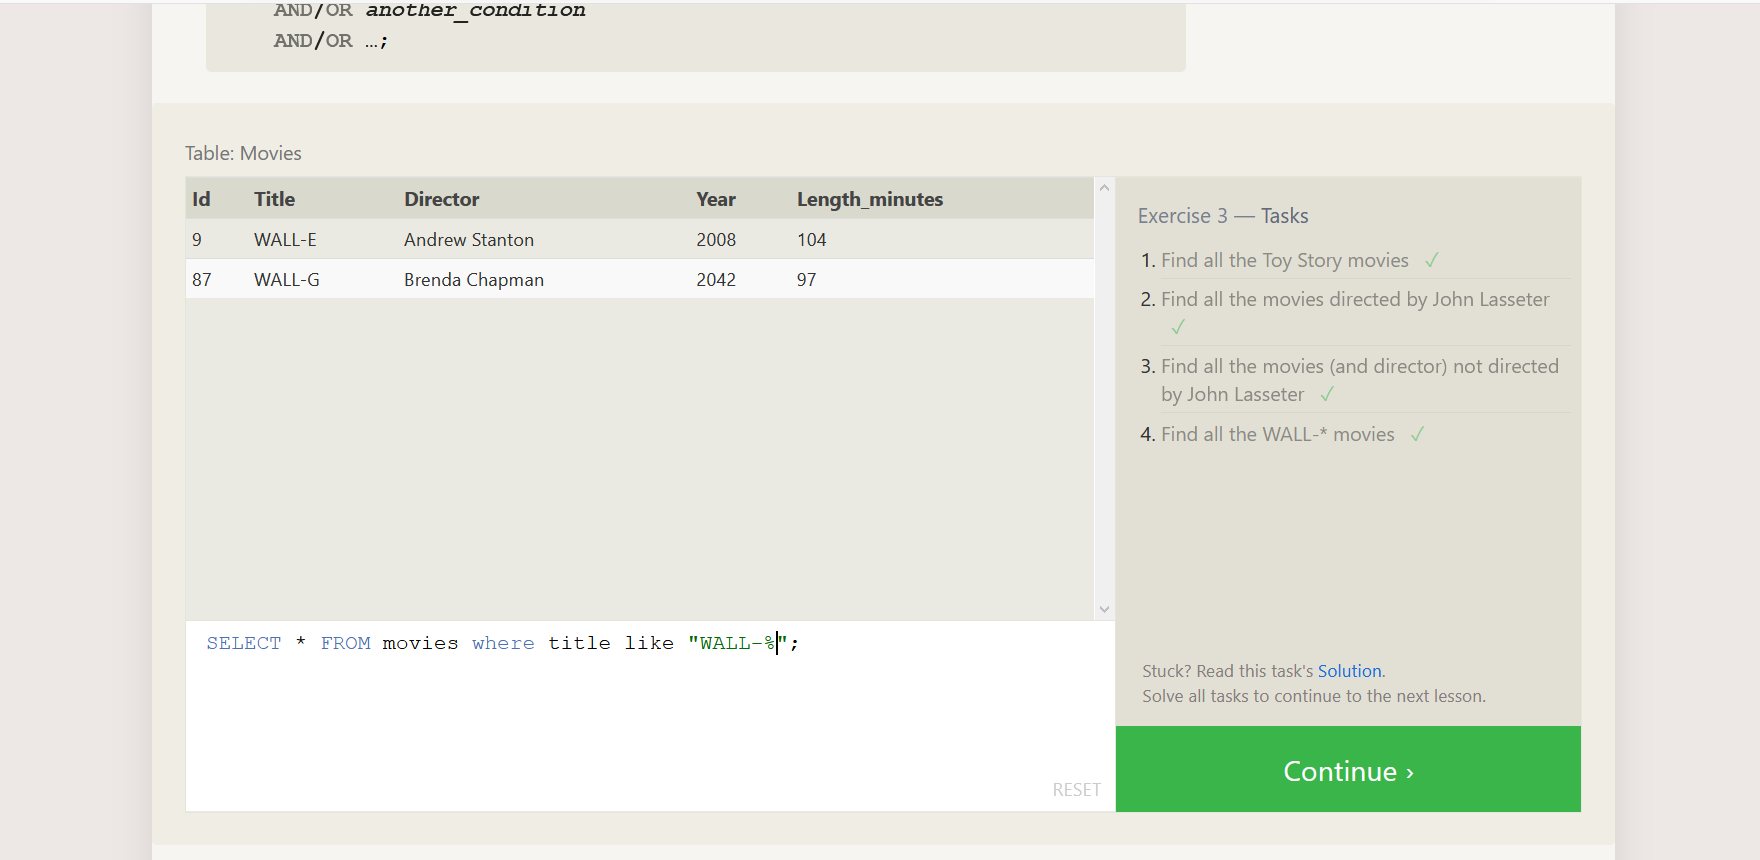 AND/OR another_condition
AND/OR …;
Table: Movies
Id Title Director Year Length_minutes
9 WALL-E Andrew Stanton 2008 104
87 WALL-G Brenda Chapman 2042 97
SELECT * FROM movies where title like "WALL-%";
RESET
Exercise 3 — Tasks
1. Find all the Toy Story movies ✓
2. Find all the movies directed by John Lasseter
✓
3. Find all the movies (and director) not directed
by John Lasseter ✓
4. Find all the WALL-* movies ✓
Stuck? Read this task's Solution.
Solve all tasks to continue to the next lesson.
Continue ›